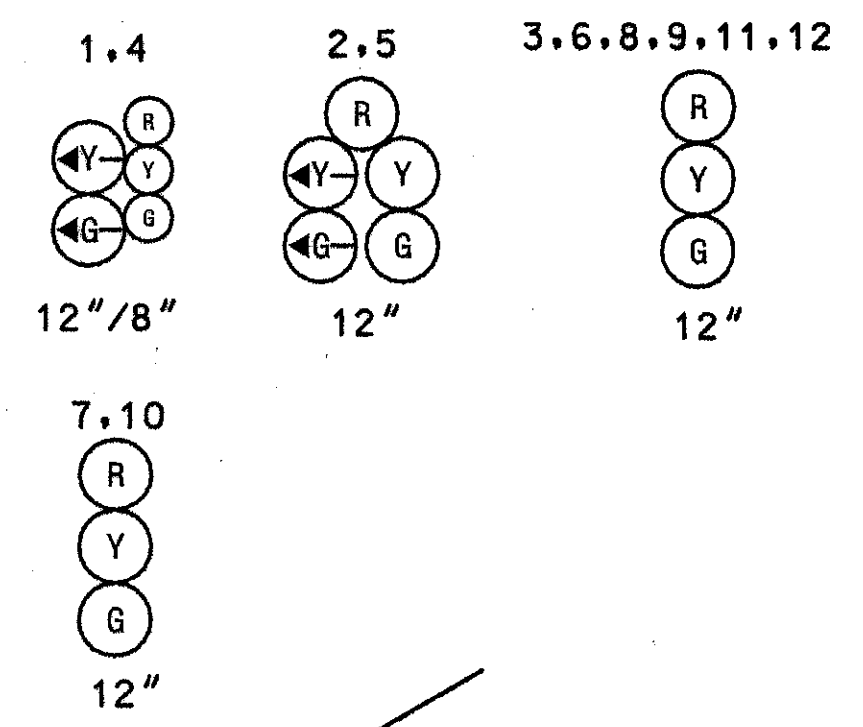 1,4
R
Y Y
G G
12"/8"
2,5
R
Y Y
G G
12"
3,6,8,9,11,12
R
Y
G
12"
7,10
R
Y
G
12"